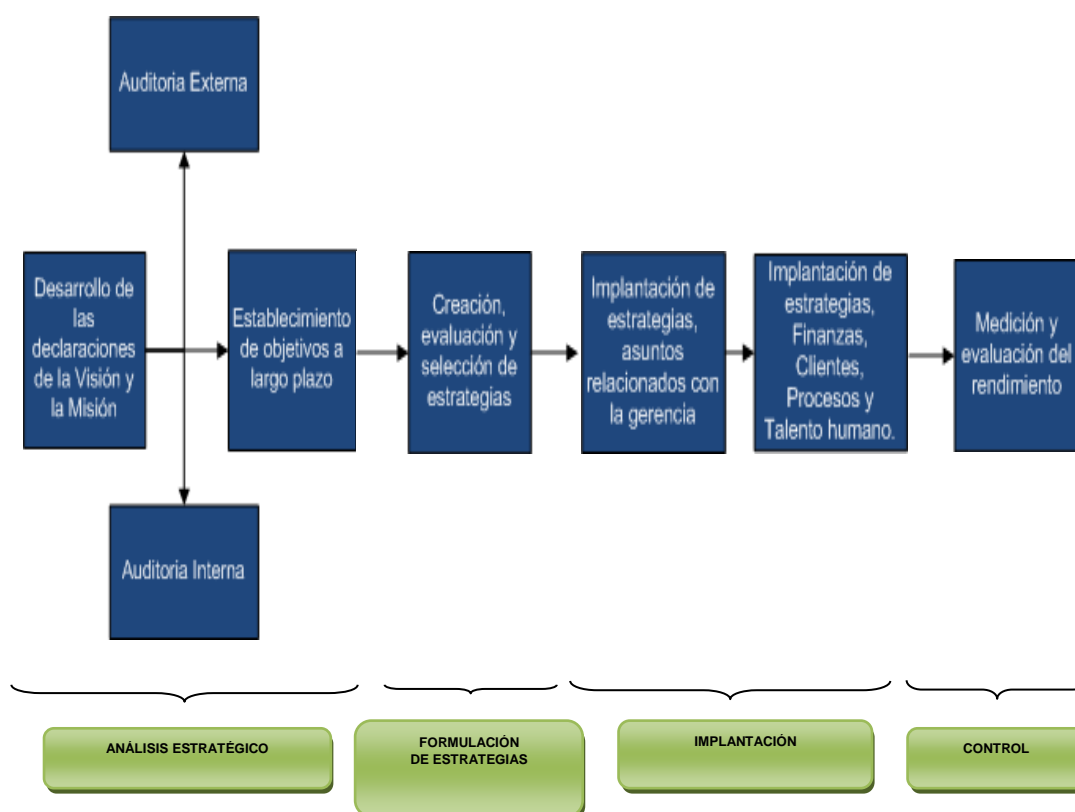 Auditoria Externa
Desarrollo de
las
declaraciones
de la Visión y
la Misión
Establecimiento
de objetivos a
largo plazo
Creación,
evaluación y
selección de
estrategias
Implantación de
estrategias,
asuntos
relacionados con
la gerencia
Implantación de
estrategias,
Finanzas,
Clientes,
Procesos y
Talento humano.
Medición y
evaluación del
rendimiento
Auditoria Interna
ANÁLISIS ESTRATÉGICO
FORMULACIÓN
DE ESTRATEGIAS
IMPLANTACIÓN
CONTROL